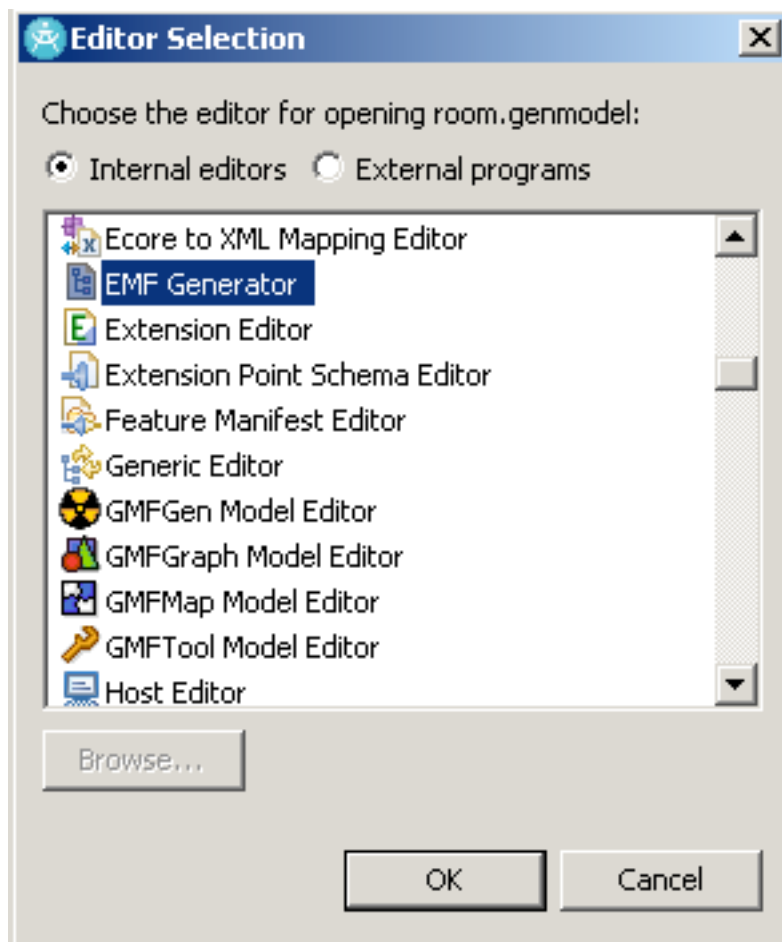 Editor Selection
Choose the editor for opening room.genmodel:
Internal editors External programs
Ecore to XML Mapping Editor
EMF Generator
Extension Editor
Extension Point Schema Editor
Feature Manifest Editor
Generic Editor
GMFGen Model Editor
GMFGraph Model Editor
GMFMap Model Editor
GMFTool Model Editor
Host Editor
Browse...
OK Cancel